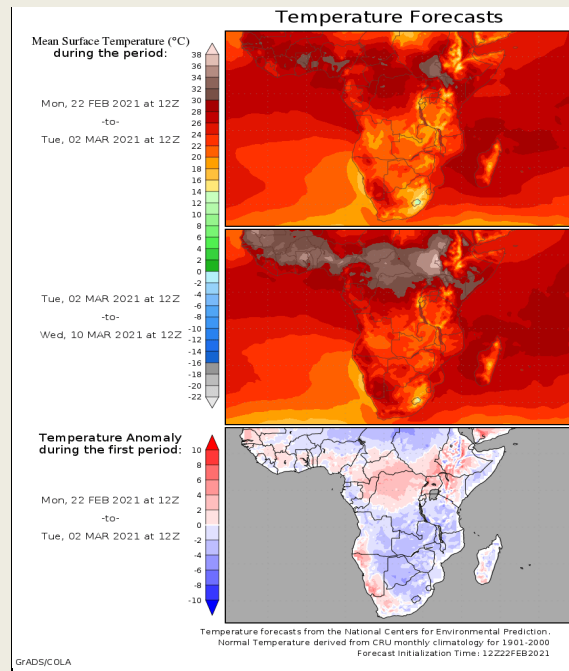 Temperature Forecasts
Mean Surface Temperature (°C)
during the period:
Mon, 22 FEB 2021 at 12Z
-to-
Tue, 02 MAR 2021 at 12Z
38
36
34
32
30
28
26
24
22
20
18
16
14
12
10
8
6
4
2
0
-2
-4
-6
-8
-10
-12
-14
-16
-18
-20
-22
Tue, 02 MAR 2021 at 12Z
-to-
Wed, 10 MAR 2021 at 12Z
Temperature Anomaly
during the first period:
Mon, 22 FEB 2021 at 12Z
-to-
Tue, 02 MAR 2021 at 12Z
10
8
6
4
2
0
-2
-4
-6
-8
-10
Temperature forecasts from the National Centers for Environmental Prediction.
Normal Temperature derived from CRU monthly climatology for 1901-2000
Forecast Initialization Time: 12Z22FEB2021
GrADS/COLA